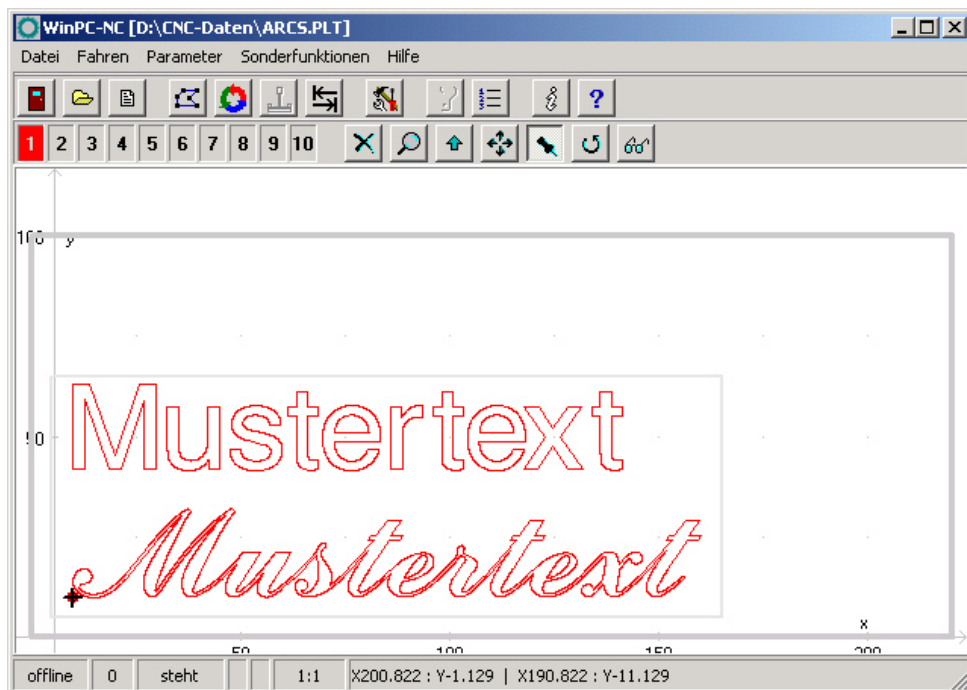 WinPC-NC [D:\CNC-Daten\ARCS.PLT]
Datei Fahren Parameter Sonderfunktionen Hilfe
1 2 3 4 5 6 7 8 9 10
100 y
Mustertext
50
Mustertext
x
50 100 150 200
offline 0 steht 1:1 X200.822 : Y-1.129 | X190.822 : Y-11.129